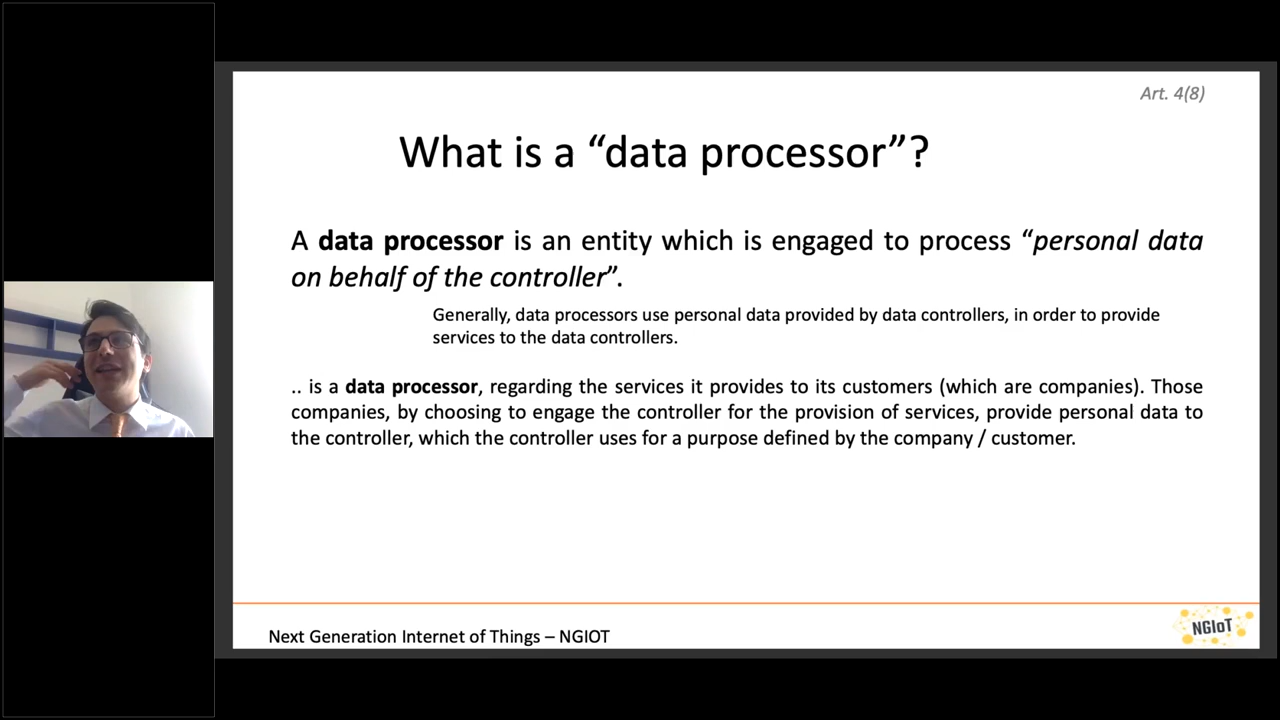 Art. 4(8)
What is a “data processor”?
A data processor is an entity which is engaged to process “personal data
on behalf of the controller”.
Generally, data processors use personal data provided by data controllers, in order to provide
services to the data controllers.
.. is a data processor, regarding the services it provides to its customers (which are companies). Those
companies, by choosing to engage the controller for the provision of services, provide personal data to
the controller, which the controller uses for a purpose defined by the company / customer.
Next Generation Internet of Things – NGIOT
NGIoT